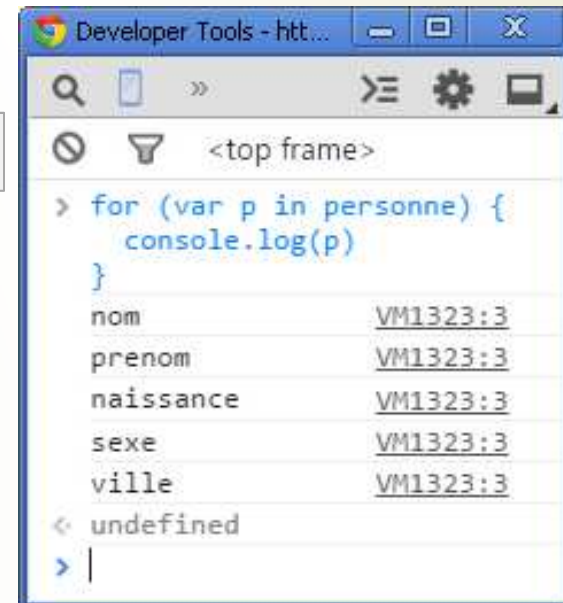 Developer Tools - htt...
<top frame>
> for (var p in personne) {
console.log(p)
}
nom VM1323:3
prenom VM1323:3
naissance VM1323:3
sexe VM1323:3
ville VM1323:3
undefined
>